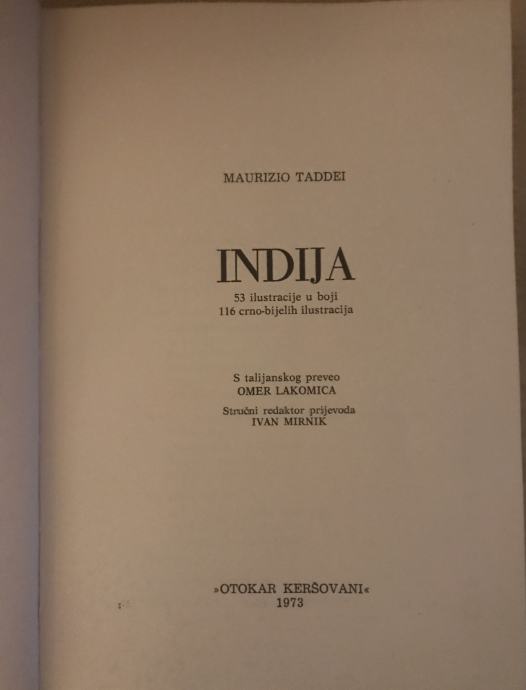 MAURIZIO TADDEI
INDIJA
53 ilustracije u boji
116 crno-bijelih ilustracija
S talijanskog preveo
OMER LAKOMICA
Stručni redaktor prijevoda
IVAN MIRNIK
»OTOKAR KERŠOVANI«
1973